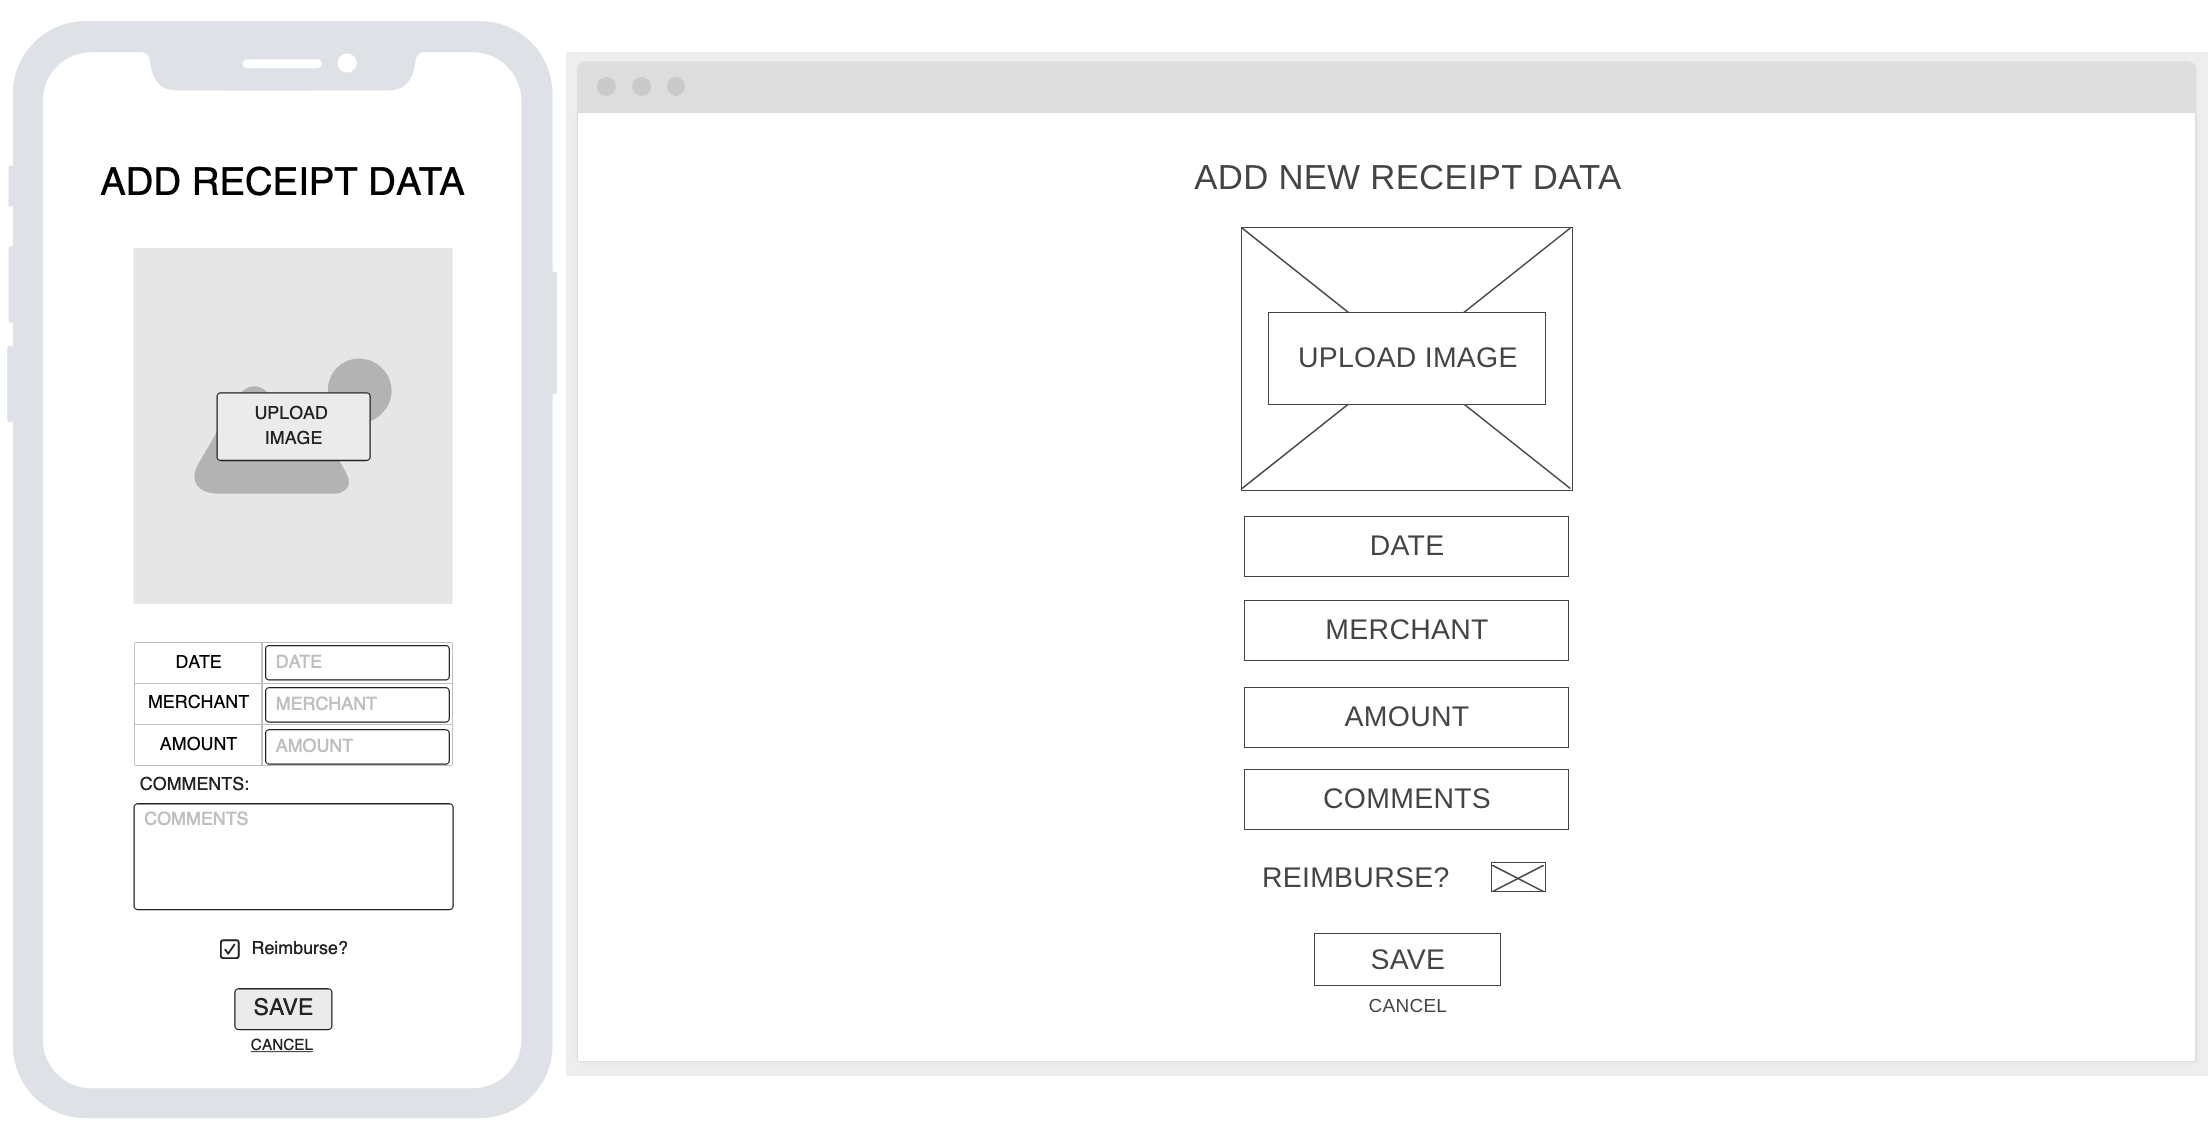 ADD RECEIPT DATA
UPLOAD
IMAGE
DATE DATE
MERCHANT MERCHANT
AMOUNT AMOUNT
COMMENTS:
COMMENTS
Reimburse?
SAVE
CANCEL
ADD NEW RECEIPT DATA
UPLOAD IMAGE
DATE
MERCHANT
AMOUNT
COMMENTS
REIMBURSE?
SAVE
CANCEL